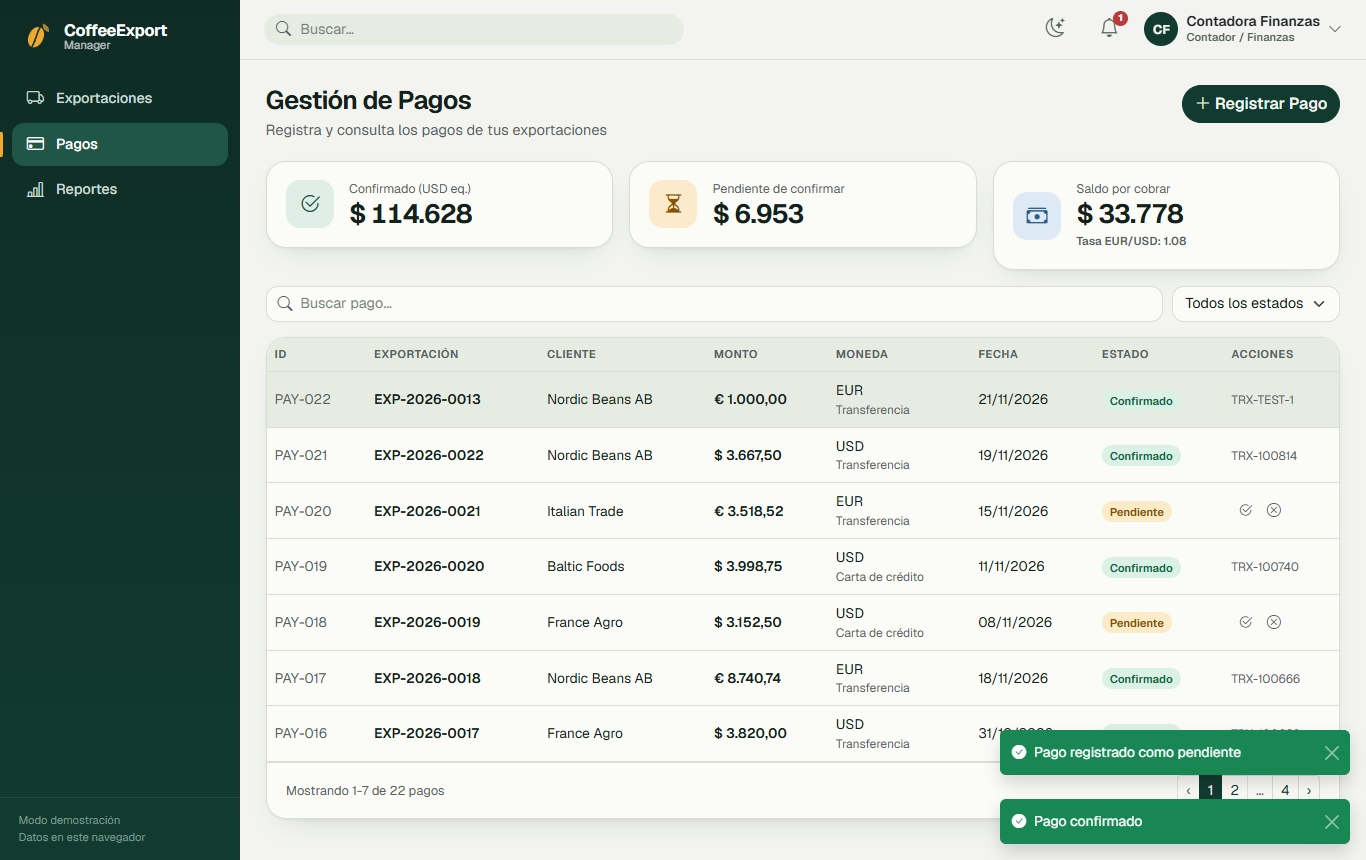 CoffeeExport
Manager
Exportaciones
Pagos
Reportes
Modo demostración
Datos en este navegador
Buscar...
1
CF
Contadora Finanzas
Contador / Finanzas
Gestión de Pagos
Registra y consulta los pagos de tus exportaciones
+ Registrar Pago
Confirmado (USD eq.)
$ 114.628
Pendiente de confirmar
$ 6.953
Saldo por cobrar
$ 33.778
Tasa EUR/USD: 1.08
Buscar pago...
Todos los estados
ID EXPORTACIÓN CLIENTE MONTO MONEDA FECHA ESTADO ACCIONES
PAY-022 EXP-2026-0013 Nordic Beans AB € 1.000,00 EUR Transferencia 21/11/2026 Confirmado TRX-TEST-1
PAY-021 EXP-2026-0022 Nordic Beans AB $ 3.667,50 USD Transferencia 19/11/2026 Confirmado TRX-100814
PAY-020 EXP-2026-0021 Italian Trade € 3.518,52 EUR Transferencia 15/11/2026 Pendiente
PAY-019 EXP-2026-0020 Baltic Foods $ 3.998,75 USD Carta de crédito 11/11/2026 Confirmado TRX-100740
PAY-018 EXP-2026-0019 France Agro $ 3.152,50 USD Carta de crédito 08/11/2026 Pendiente
PAY-017 EXP-2026-0018 Nordic Beans AB € 8.740,74 EUR Transferencia 18/11/2026 Confirmado TRX-100666
PAY-016 EXP-2026-0017 France Agro $ 3.820,00 USD Transferencia
Pago registrado como pendiente
Mostrando 1-7 de 22 pagos
‹ 1 2 ... 4 ›
Pago confirmado